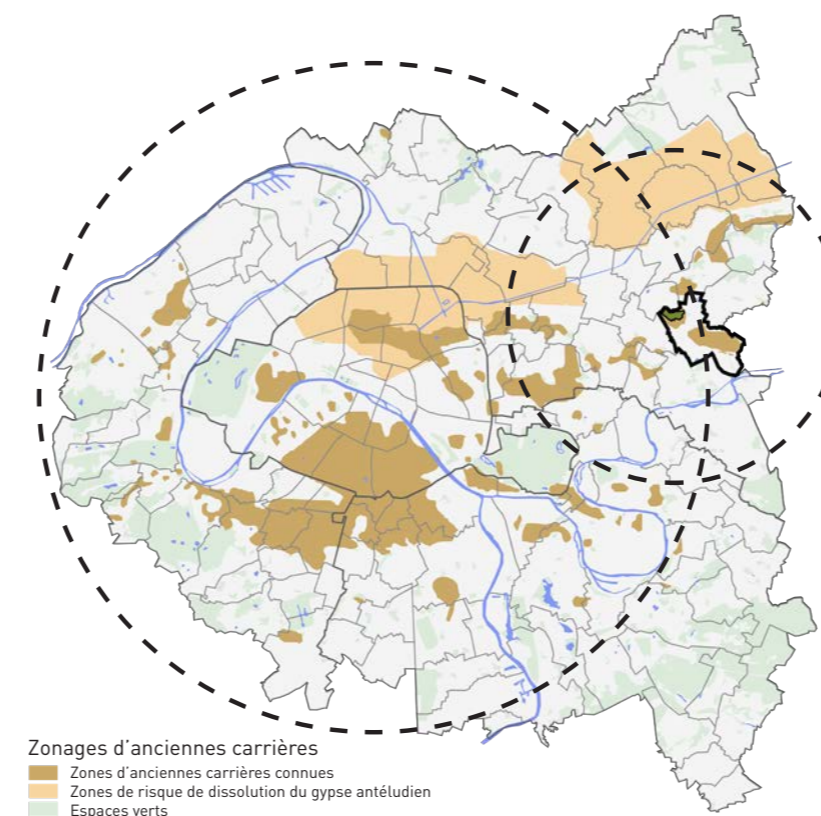 Zonages d’anciennes carrières
Zones d’anciennes carrières connues
Zones de risque de dissolution du gypse antéludien
Espaces verts